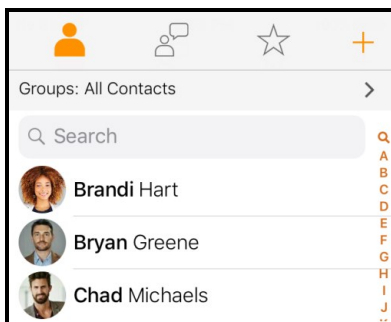 Groups: All Contacts
Search
Brandi Hart
Bryan Greene
Chad Michaels
A
B
C
D
E
F
G
H
I
J